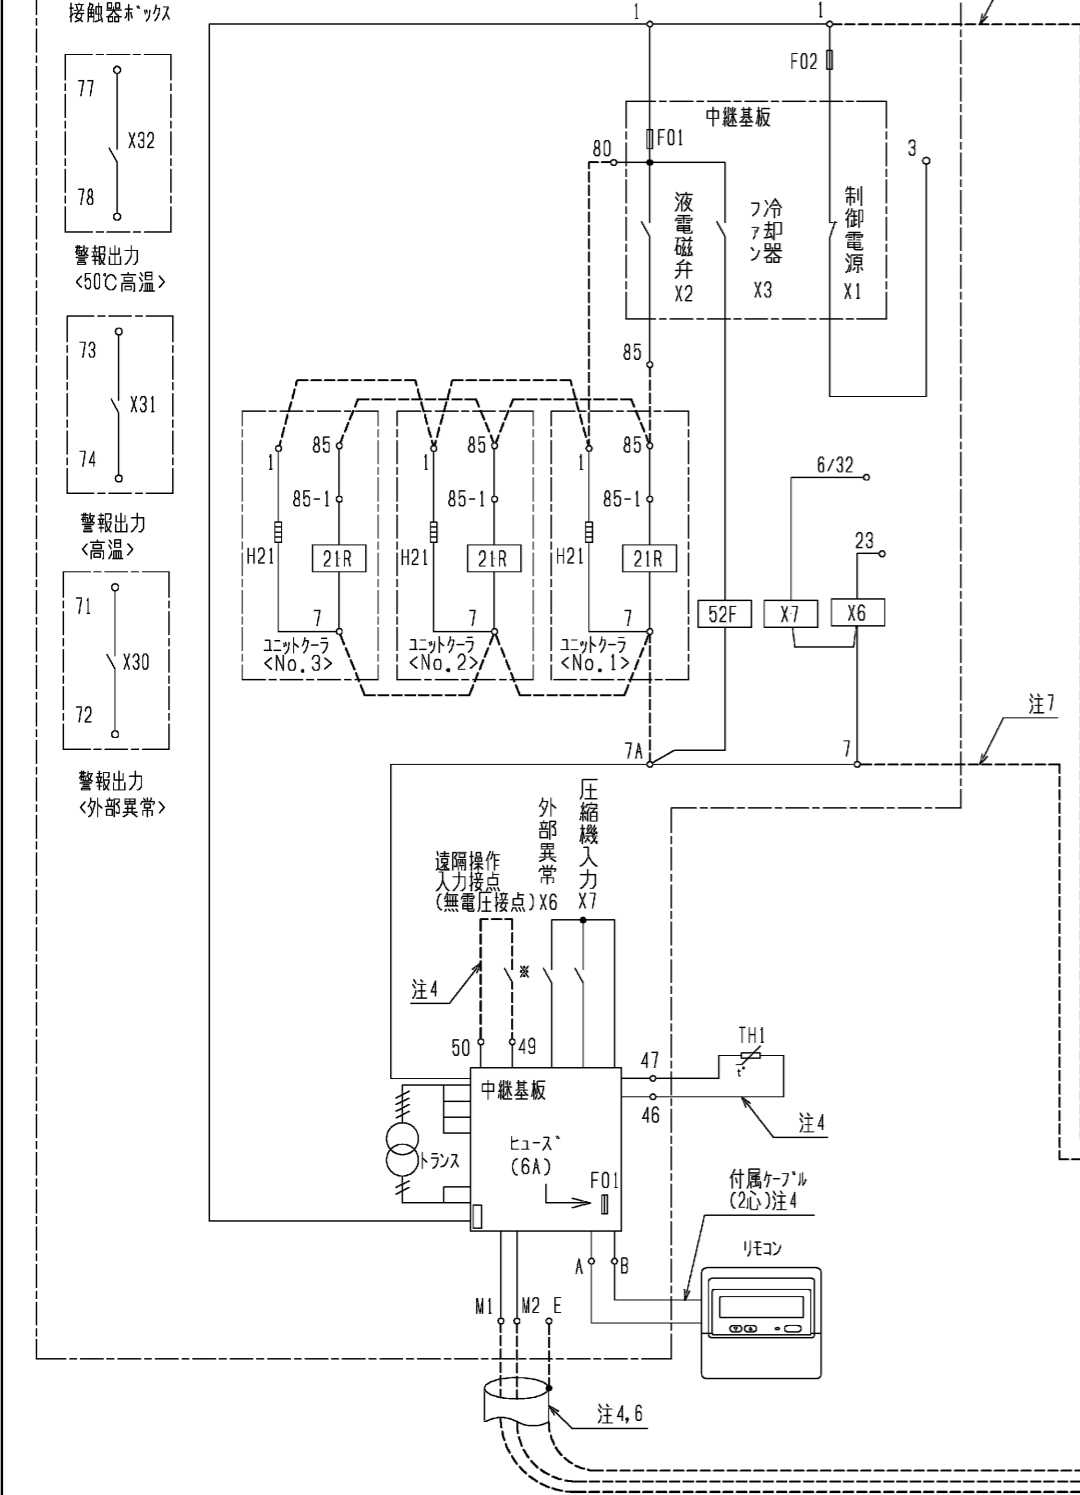 接触器ﾎﾞｯｸｽ
77
X32
78
警報出力
<50℃高温>
73
X31
74
警報出力
<高温>
71
X30
72
警報出力
<外部異常>
1
1
F02
中継基板
F01
80
3
液電磁弁
X2
冷却器
ファン
X3
制御電源
X1
85
1
85
85-1
H21
21R
7
ﾕﾆｯﾄｸｰﾗ
<No.3>
1
85
85-1
H21
21R
7
ﾕﾆｯﾄｸｰﾗ
<No.2>
1
85
85-1
H21
21R
7
ﾕﾆｯﾄｸｰﾗ
<No.1>
6/32
23
52F
X7
X6
注7
7A
7
遠隔操作
入力接点
(無電圧接点)
外部異常
X6
圧縮機入力
X7
※
注4
50
49
47
46
TH1
t°
注4
中継基板
ﾋｭｰｽﾞ
(6A)
F01
ﾄﾗﾝｽ
A
B
付属ｹｰﾌﾞﾙ
(2心)注4
ﾘﾓｺﾝ
M1
M2
E
注4,6